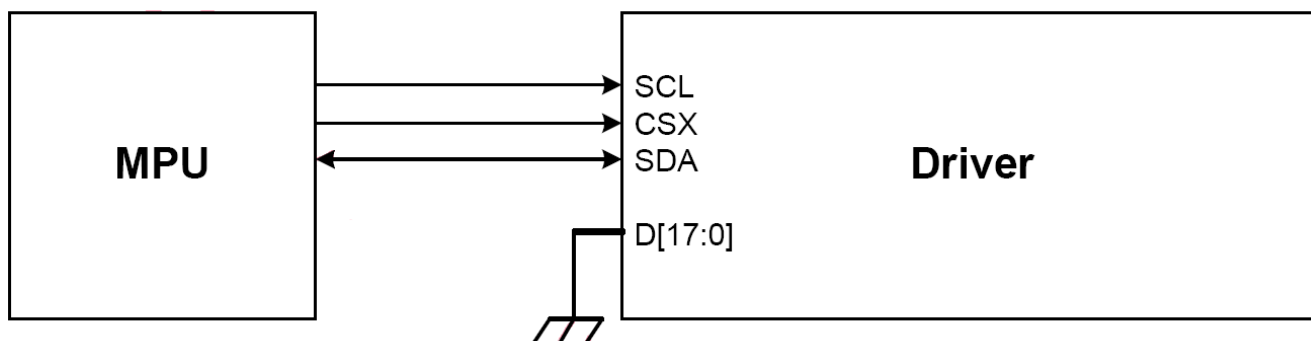 MPU
SCL
CSX
SDA
D[17:0]
Driver